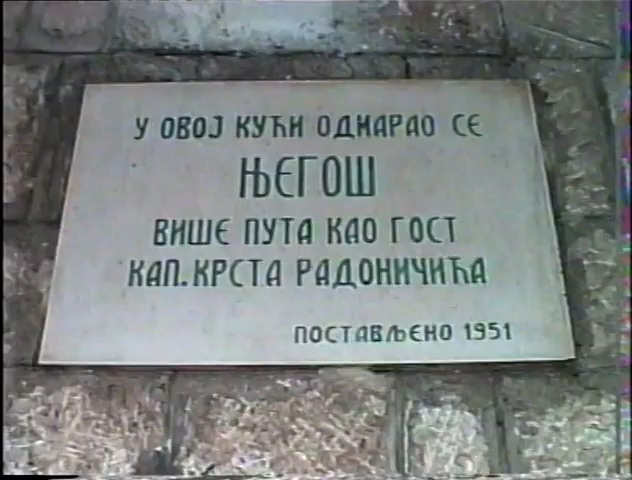 У ОВОЈ КУЋИ ОДМАРАО СЕ
ЊЕГОШ
ВИШЕ ПУТА КАО ГОСТ
КАП. КРСТА РАДОНИЧИЋА
ПОСТАВЉЕНО 1951